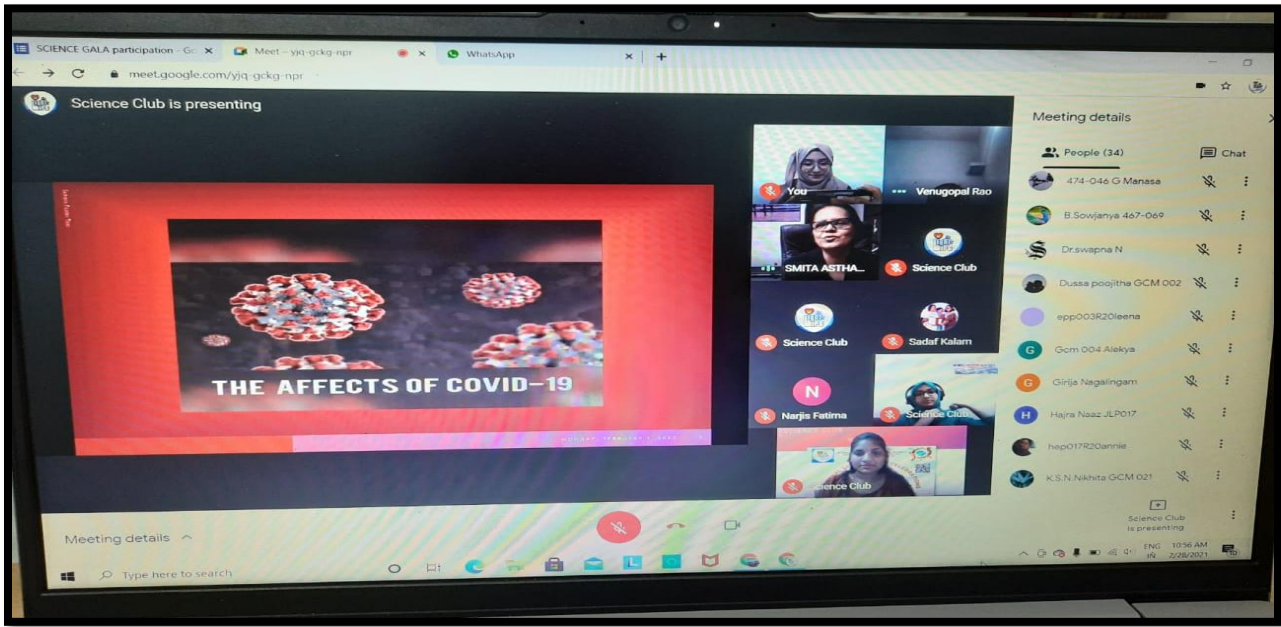 SCIENCE GALA participation - Gc
Meet – yjq-gckg-npr
WhatsApp
meet.google.com/yjq-gckg-npr
Science Club is presenting
THE AFFECTS OF COVID-19
You
Venugopal Rao
SMITA ASTHA...
Science Club
Science Club
Sadaf Kalam
N
Narjis Fatima
Science Club
Science Club
Meeting details
People (34)
Chat
474-046 G Manasa
B.Sowjanya 467-069
S
Dr.swapna N
Dussa poojitha GCM 002
epp003R20leena
G
Gcm 004 Alekya
G
Girija Nagalingam
H
Hajra Naaz JLP017
hep017R20annie
K.S.N.Nikhita GCM 021
Science Club
is presenting
Meeting details
Type here to search
L
ENG
IN
10:56 AM
2/28/2021